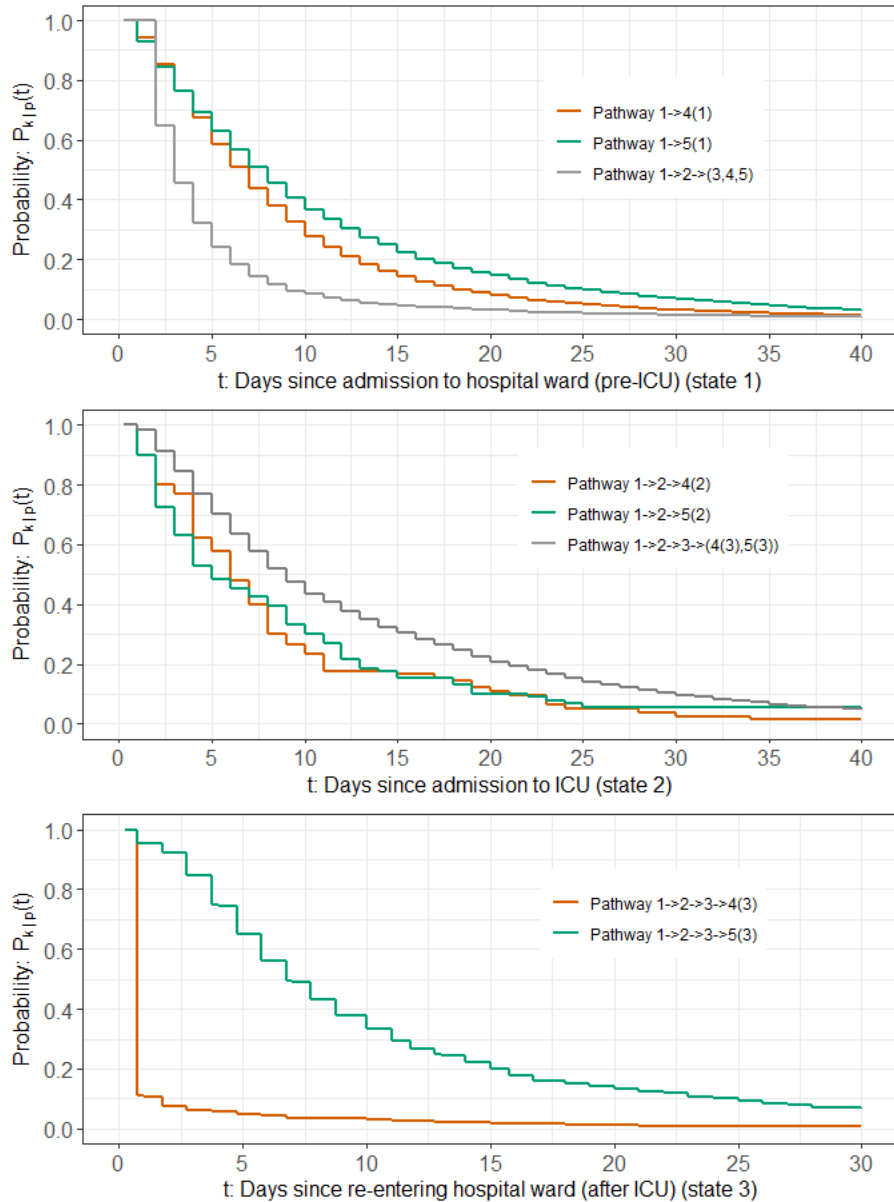 1.0
0.8
0.6
0.4
0.2
0.0
Probability: P k|p(t)
Pathway 1->4(1)
Pathway 1->5(1)
Pathway 1->2->(3,4,5)
0 5 10 15 20 25 30 35 40
t: Days since admission to hospital ward (pre-ICU) (state 1)
1.0
0.8
0.6
0.4
0.2
0.0
Probability: P k|p(t)
Pathway 1->2->4(2)
Pathway 1->2->5(2)
Pathway 1->2->3->(4(3),5(3))
0 5 10 15 20 25 30 35 40
t: Days since admission to ICU (state 2)
1.0
0.8
0.6
0.4
0.2
0.0
Probability: P k|p(t)
Pathway 1->2->3->4(3)
Pathway 1->2->3->5(3)
0 5 10 15 20 25 30
t: Days since re-entering hospital ward (after ICU) (state 3)